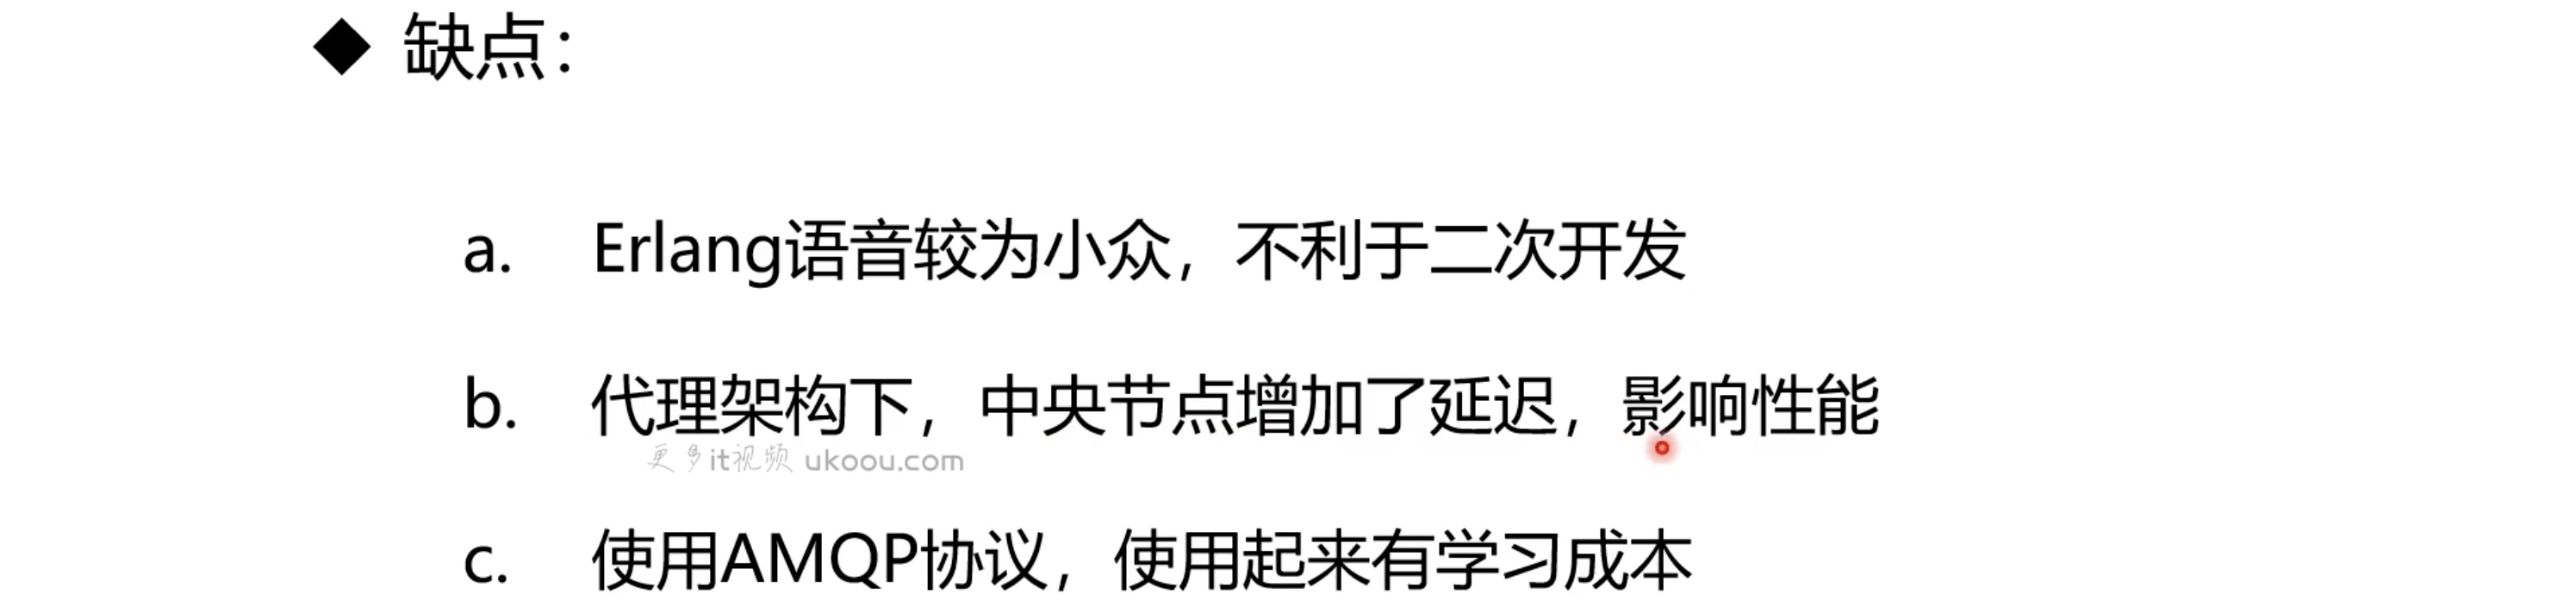 ◆ 缺点：
a. Erlang语音较为小众，不利于二次开发
b. 代理架构下，中央节点增加了延迟，影响性能
更多it视频 ukoou.com
c. 使用AMQP协议，使用起来有学习成本